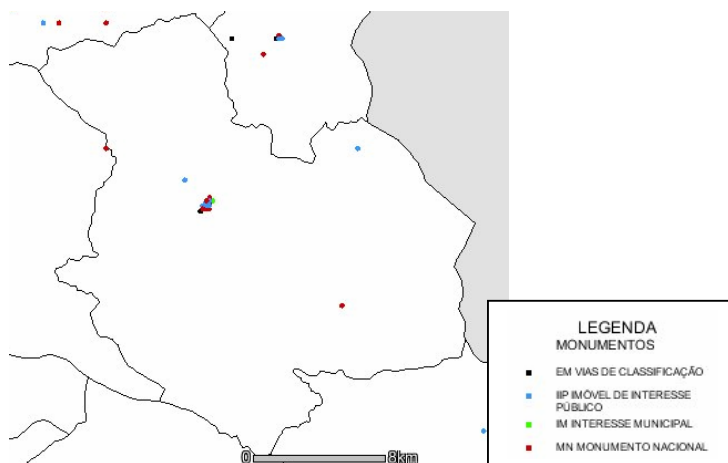 LEGENDA
MONUMENTOS
EM VIAS DE CLASSIFICAÇÃO
IIP IMÓVEL DE INTERESSE
PÚBLICO
IM INTERESSE MUNICIPAL
MN MONUMENTO NACIONAL
0 8km